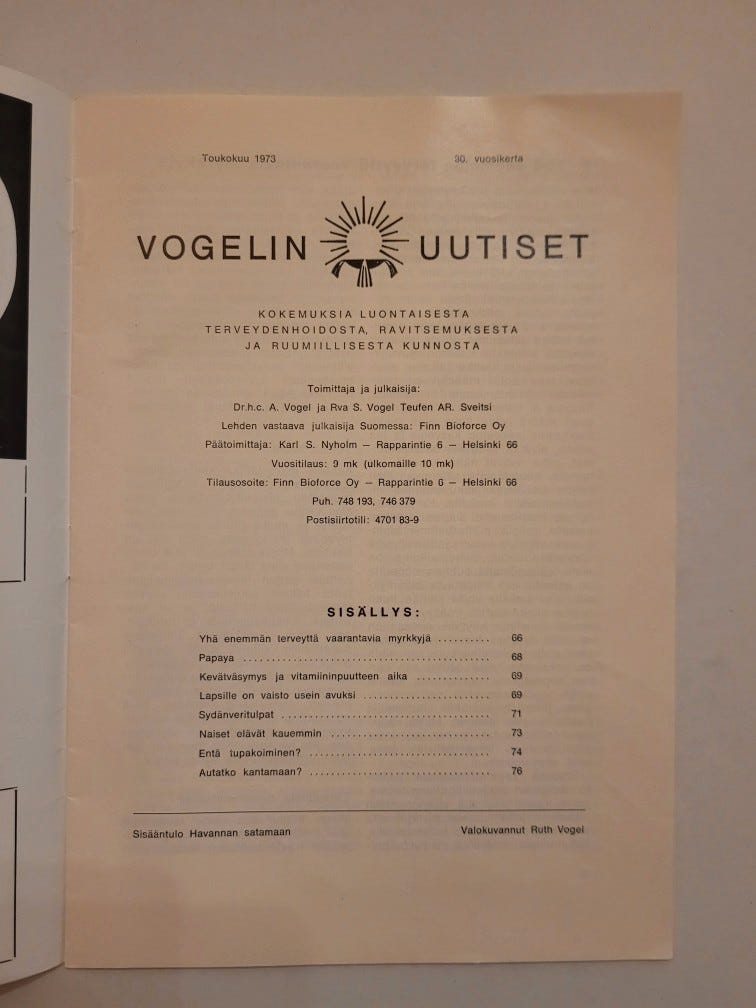 Toukokuu 1973
30. vuosikerta
VOGELIN UUTISET
KOKEMUKSIA LUONTAISESTA
TERVEYDENHOIDOSTA, RAVITSEMUKSESTA
JA RUUMIILLISESTA KUNNOSTA
Toimittaja ja julkaisija:
Dr.h.c. A. Vogel ja Rva S. Vogel Teufen AR. Sveitsi
Lehden vastaava julkaisija Suomessa: Finn Bioforce Oy
Päätoimittaja: Karl S. Nyholm — Rapparintie 6 — Helsinki 66
Vuositilaus: 9 mk (ulkomaille 10 mk)
Tilausosoite: Finn Bioforce Oy — Rapparintie 6 — Helsinki 66
Puh. 748 193, 746 379
Postisiirtotili: 4701 83-9
SISÄLLYS:
Yhä enemmän terveyttä vaarantavia myrkkyjä .......... 66
Papaya .......... 68
Kevätväsymys ja vitamiininpuutteen aika .......... 69
Lapsille on vaisto usein avuksi .......... 69
Sydänveritulpat .......... 71
Naiset elävät kauemmin .......... 73
Entä tupakoiminen? .......... 74
Autatko kantamaan? .......... 76
Sisääntulo Havannan satamaan
Valokuvannut Ruth Vogel